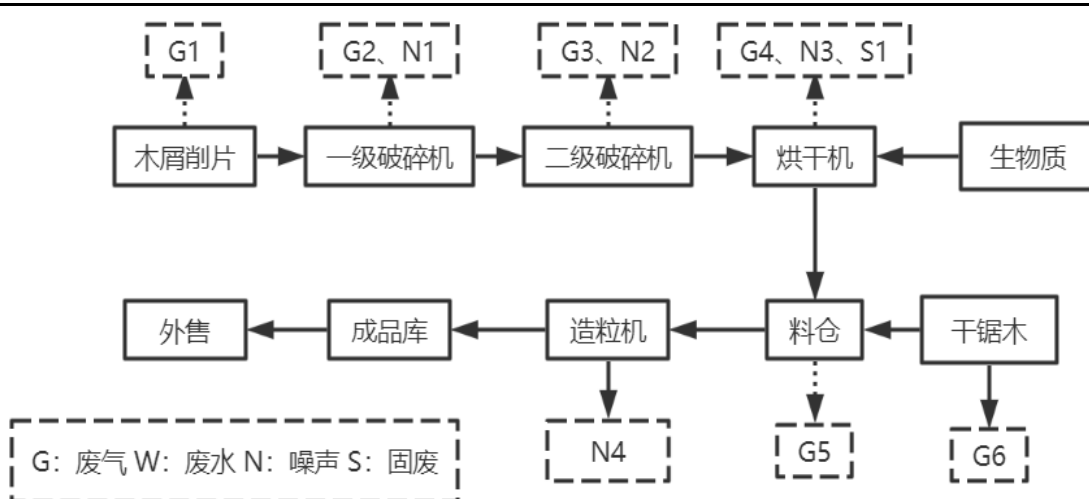 G1
G2、N1
G3、N2
G4、N3、S1
木屑削片
一级破碎机
二级破碎机
烘干机
生物质
外售
成品库
造粒机
料仓
干锯木
N4
G5
G6
G：废气 W：废水 N：噪声 S：固废